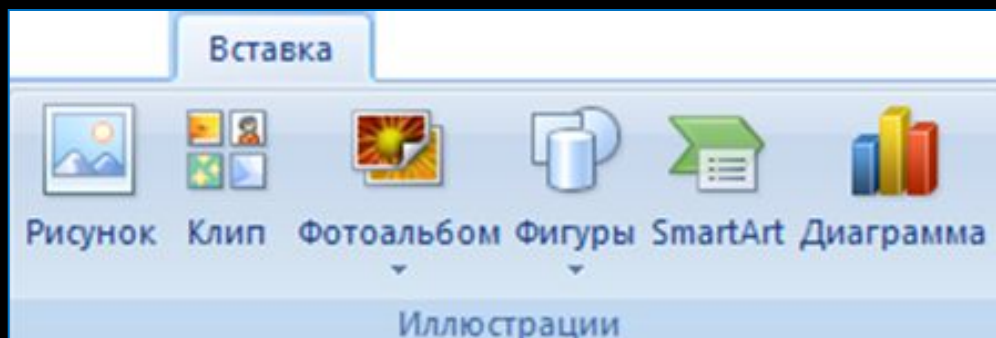 Вставка
Рисунок Клип Фотоальбом Фигуры SmartArt Диаграмма
Иллюстрации